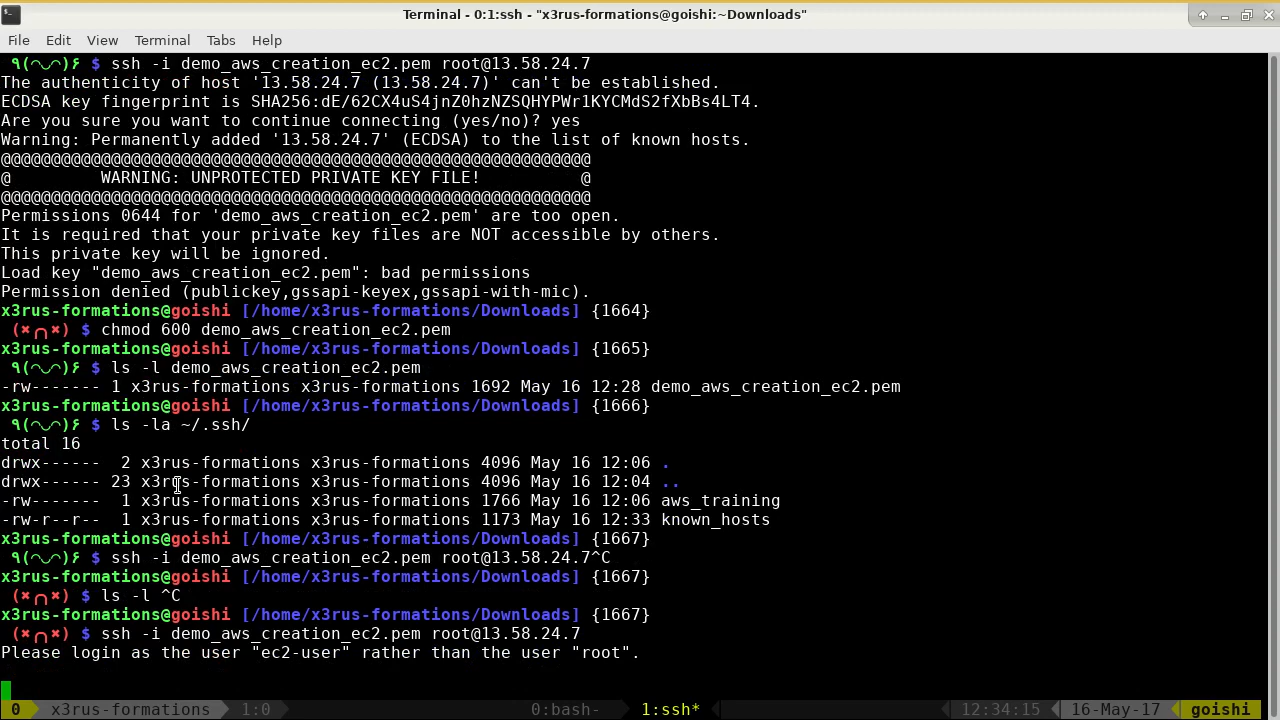 Terminal - 0:1:ssh - "x3rus-formations@goishi:~Downloads"
File Edit View Terminal Tabs Help
٩(◠◡◠)۶ $ ssh -i demo_aws_creation_ec2.pem root@13.58.24.7
The authenticity of host '13.58.24.7 (13.58.24.7)' can't be established.
ECDSA key fingerprint is SHA256:dE/62CX4uS4jnZ0hzNZSQHYPWr1KYCMdS2fXbBs4LT4.
Are you sure you want to continue connecting (yes/no)? yes
Warning: Permanently added '13.58.24.7' (ECDSA) to the list of known hosts.
@@@@@@@@@@@@@@@@@@@@@@@@@@@@@@@@@@@@@@@@@@@@@@@@@@@@@@@@@@@
@         WARNING: UNPROTECTED PRIVATE KEY FILE!          @
@@@@@@@@@@@@@@@@@@@@@@@@@@@@@@@@@@@@@@@@@@@@@@@@@@@@@@@@@@@
Permissions 0644 for 'demo_aws_creation_ec2.pem' are too open.
It is required that your private key files are NOT accessible by others.
This private key will be ignored.
Load key "demo_aws_creation_ec2.pem": bad permissions
Permission denied (publickey,gssapi-keyex,gssapi-with-mic).
x3rus-formations@goishi [/home/x3rus-formations/Downloads] {1664}
(✖╭╮✖) $ chmod 600 demo_aws_creation_ec2.pem
x3rus-formations@goishi [/home/x3rus-formations/Downloads] {1665}
٩(◠◡◠)۶ $ ls -l demo_aws_creation_ec2.pem
-rw------- 1 x3rus-formations x3rus-formations 1692 May 16 12:28 demo_aws_creation_ec2.pem
x3rus-formations@goishi [/home/x3rus-formations/Downloads] {1666}
٩(◠◡◠)۶ $ ls -la ~/.ssh/
total 16
drwx------  2 x3rus-formations x3rus-formations 4096 May 16 12:06 .
drwx------ 23 x3rus-formations x3rus-formations 4096 May 16 12:04 ..
-rw-------  1 x3rus-formations x3rus-formations 1766 May 16 12:06 aws_training
-rw-r--r--  1 x3rus-formations x3rus-formations 1173 May 16 12:33 known_hosts
x3rus-formations@goishi [/home/x3rus-formations/Downloads] {1667}
٩(◠◡◠)۶ $ ssh -i demo_aws_creation_ec2.pem root@13.58.24.7^C
x3rus-formations@goishi [/home/x3rus-formations/Downloads] {1667}
(✖╭╮✖) $ ls -l ^C
x3rus-formations@goishi [/home/x3rus-formations/Downloads] {1667}
(✖╭╮✖) $ ssh -i demo_aws_creation_ec2.pem root@13.58.24.7
Please login as the user "ec2-user" rather than the user "root".
0 x3rus-formations 1:0 0:bash- 1:ssh* 12:34:15 16-May-17 goishi